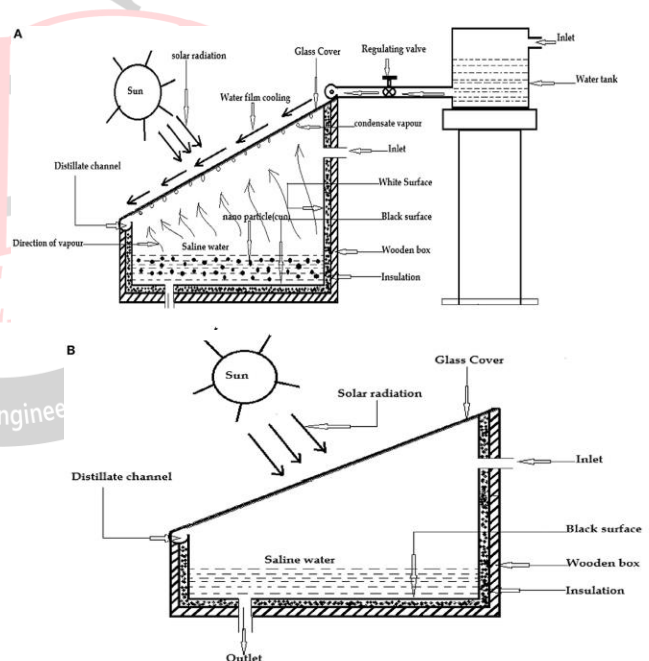 A
solar radiation
Glass Cover
Regulating valve
Inlet
Sun
Water tank
Water film cooling
condensate vapour
Inlet
Distillate channel
White Surface
nano particle(cuo)
Black surface
Direction of vapour
Saline water
Wooden box
Insulation
B
Glass Cover
Sun
Solar radiation
Inlet
Distillate channel
Black surface
Saline water
Wooden box
Insulation
Outlet
nginee